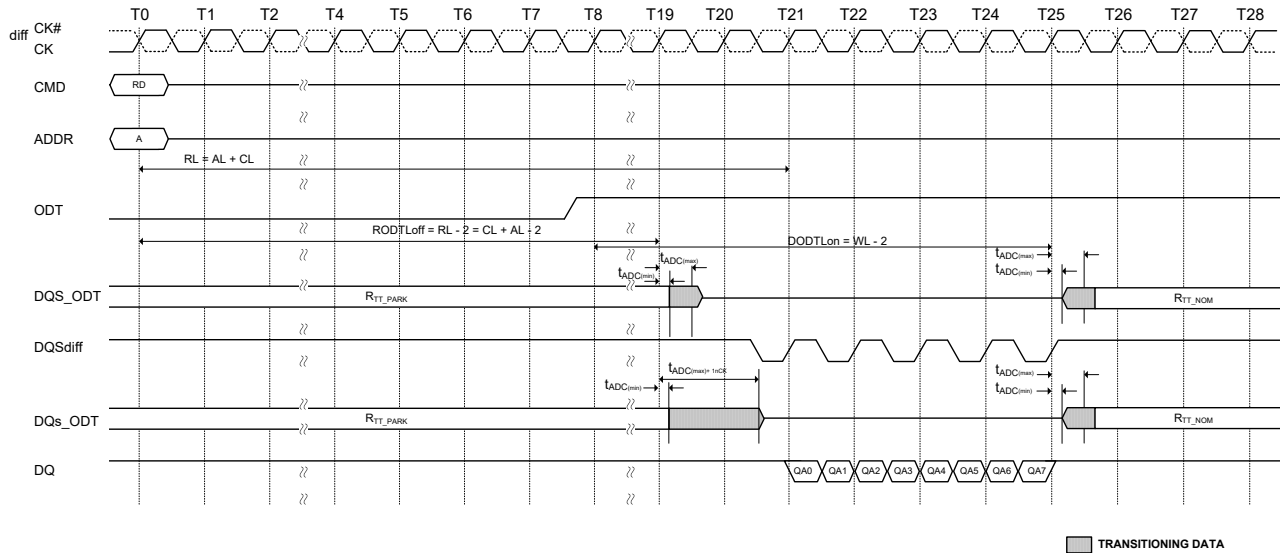 T0 T1 T2 T4 T5 T6 T7 T8 T19 T20 T21 T22 T23 T24 T25 T26 T27 T28
diff CK#
CK
CMD RD
ADDR A
RL = AL + CL
ODT
RODTLoff = RL - 2 = CL + AL - 2
DODTLon = WL - 2
tADC(max) tADC(max)
tADC(min) tADC(min)
DQS_ODT RTT_PARK RTT_NOM
DQSdiff
tADC(max)+ 1nCK tADC(max)
tADC(min) tADC(min)
DQs_ODT RTT_PARK RTT_NOM
DQ QA0 QA1 QA2 QA3 QA4 QA5 QA6 QA7
TRANSITIONING DATA